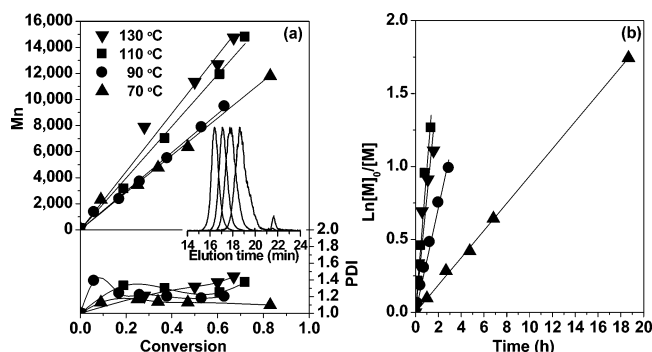 16,000
14,000
12,000
10,000
8,000
6,000
4,000
2,000
0
Mn
(a)
130 °C
110 °C
90 °C
70 °C
14 16 18 20 22 24
Elution time (min)
2.0
1.8
1.6
1.4
1.2
1.0
PDI
0.0 0.2 0.4 0.6 0.8 1.0
Conversion
(b)
2.0
1.5
1.0
0.5
0.0
Ln[M]0/[M]
0 2 4 6 8 10 12 14 16 18 20
Time (h)